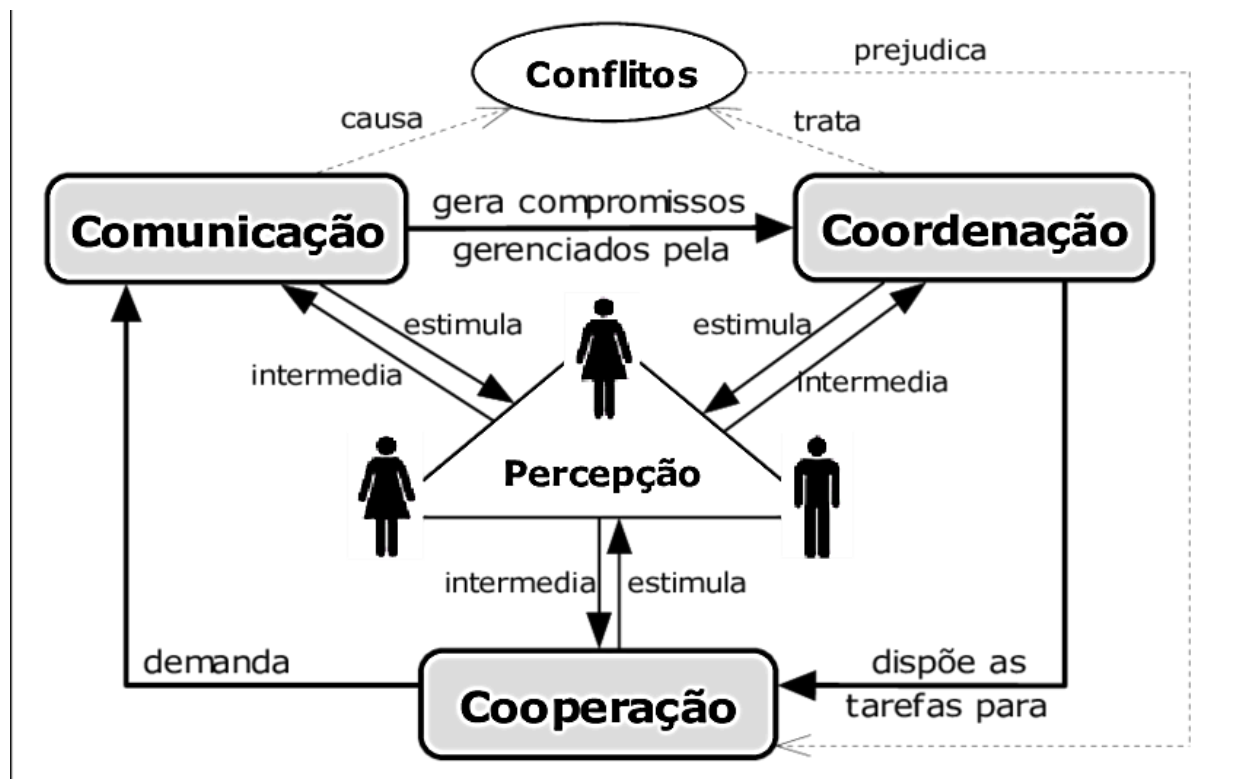 Conflitos
prejudica
causa
trata
Comunicação
gera compromissos
gerenciados pela
Coordenação
estimula
estimula
intermedia
intermedia
Percepção
intermedia
estimula
demanda
dispõe as
tarefas para
Cooperação